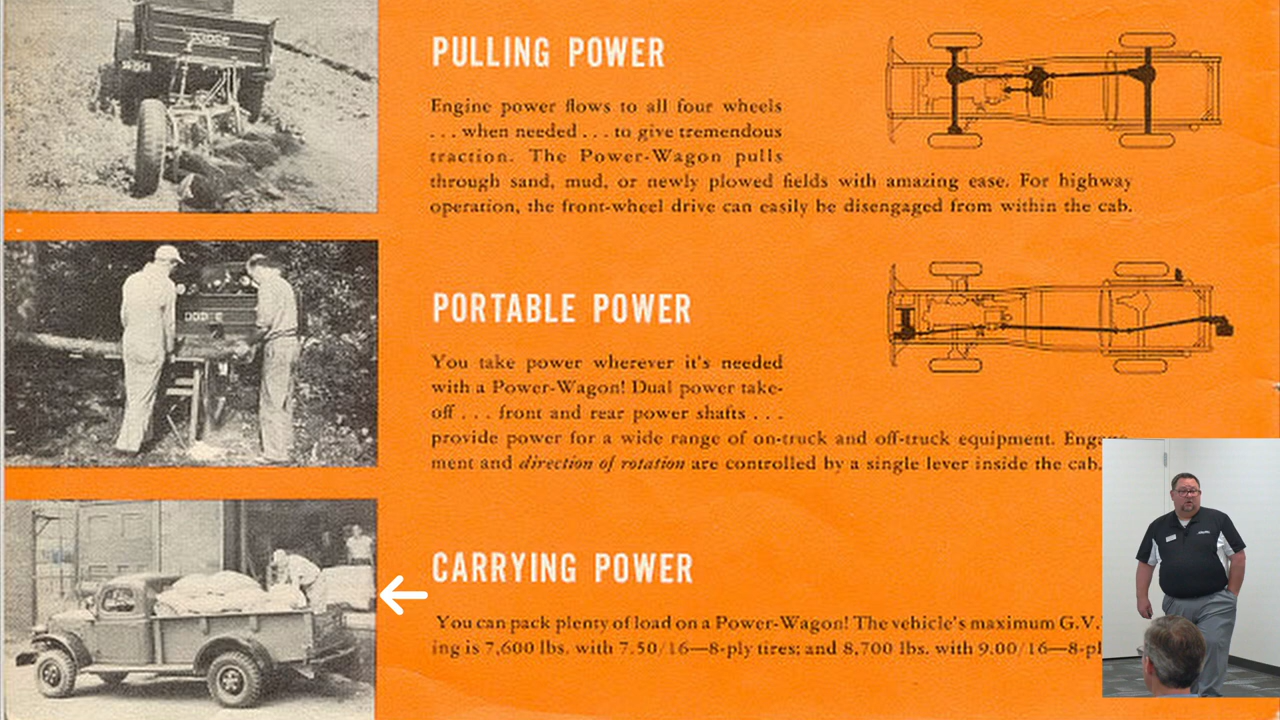 DODGE
PULLING POWER
Engine power flows to all four wheels
. . . when needed . . . to give tremendous
traction. The Power-Wagon pulls
through sand, mud, or newly plowed fields with amazing ease. For highway
operation, the front-wheel drive can easily be disengaged from within the cab.
DODGE
PORTABLE POWER
You take power wherever it's needed
with a Power-Wagon! Dual power take-
off . . . front and rear power shafts . . .
provide power for a wide range of on-truck and off-truck equipment. Engage-
ment and direction of rotation are controlled by a single lever inside the cab.
CARRYING POWER
You can pack plenty of load on a Power-Wagon! The vehicle's maximum G.V.
ing is 7,600 lbs. with 7.50/16—8-ply tires; and 8,700 lbs. with 9.00/16—8-pl